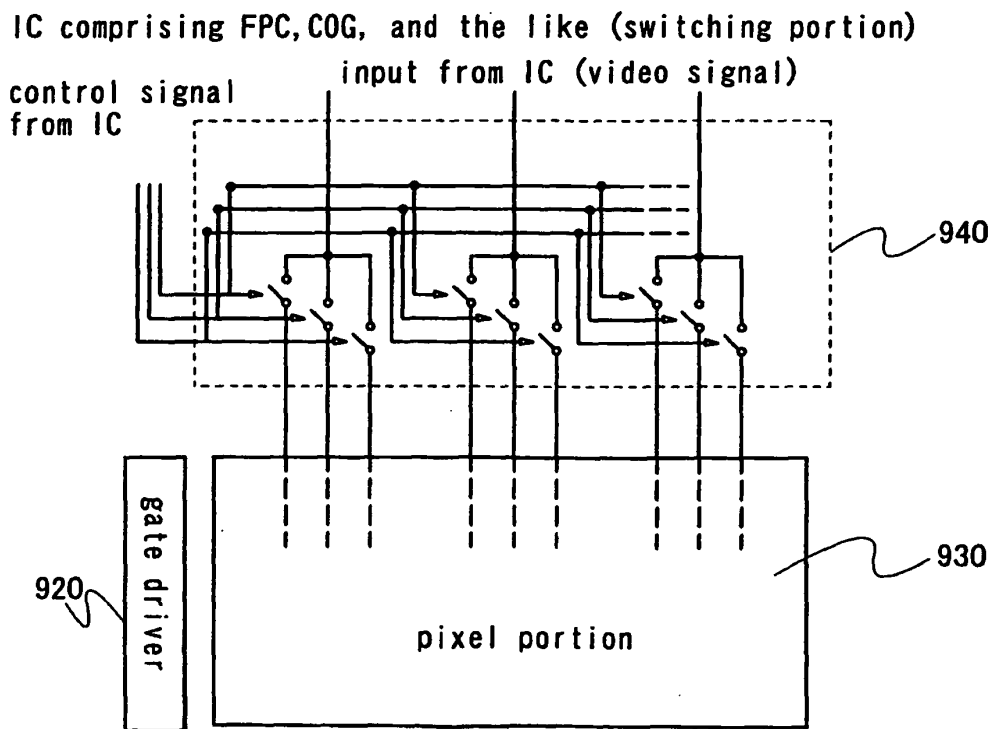 IC comprising FPC, COG, and the like (switching portion)
input from IC (video signal)
control signal
from IC
940
930
920
gate driver
pixel portion